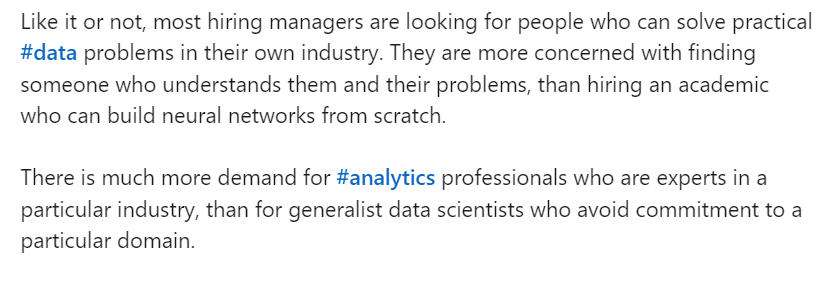 Like it or not, most hiring managers are looking for people who can solve practical
#data problems in their own industry. They are more concerned with finding
someone who understands them and their problems, than hiring an academic
who can build neural networks from scratch.
There is much more demand for #analytics professionals who are experts in a
particular industry, than for generalist data scientists who avoid commitment to a
particular domain.